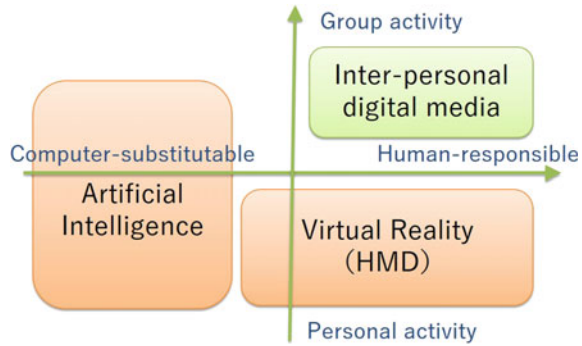 Group activity
Inter-personal
digital media
Computer-substitutable
Human-responsible
Artificial
Intelligence
Virtual Reality
(HMD)
Personal activity